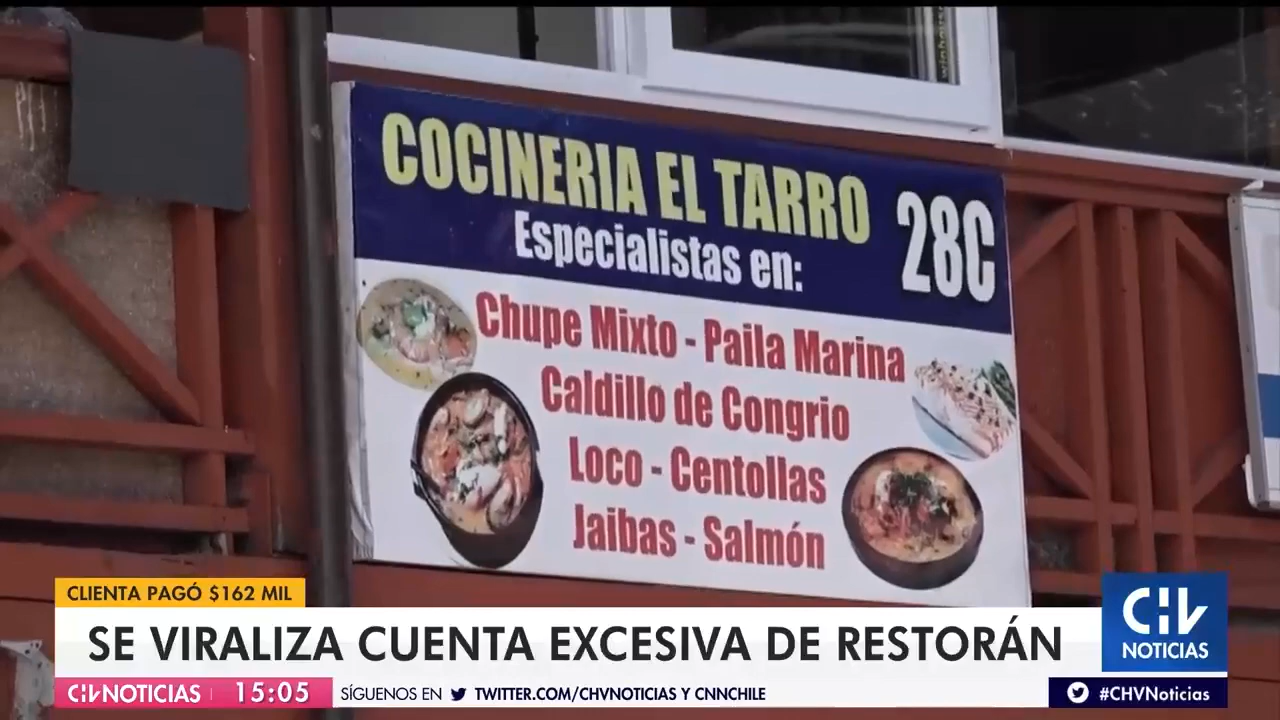 COCINERIA EL TARRO
28C
Especialistas en:
Chupe Mixto - Paila Marina
Caldillo de Congrio
Loco - Centollas
Jaibas - Salmón
CLIENTA PAGÓ $162 MIL
SE VIRALIZA CUENTA EXCESIVA DE RESTORÁN
CHV
NOTICIAS
CHVNOTICIAS 15:05 SÍGUENOS EN TWITTER.COM/CHVNOTICIAS Y CNNCHILE
#CHVNoticias